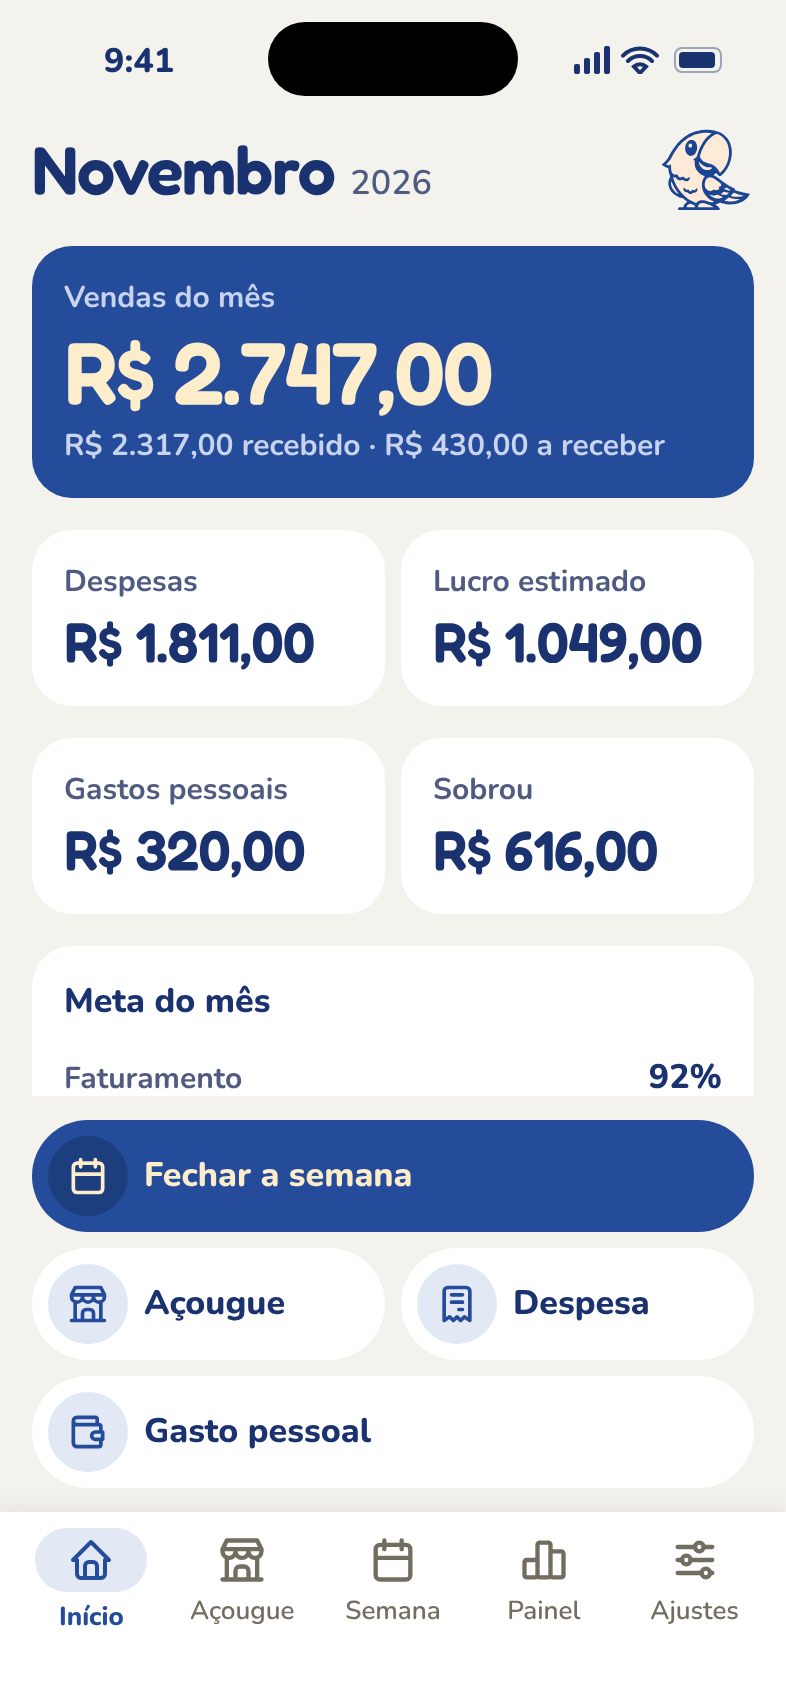 9:41
Novembro 2026
Vendas do mês
R$ 2.747,00
R$ 2.317,00 recebido · R$ 430,00 a receber
Despesas
R$ 1.811,00
Lucro estimado
R$ 1.049,00
Gastos pessoais
R$ 320,00
Sobrou
R$ 616,00
Meta do mês
Faturamento 92%
Fechar a semana
Açougue
Despesa
Gasto pessoal
Início
Açougue
Semana
Painel
Ajustes